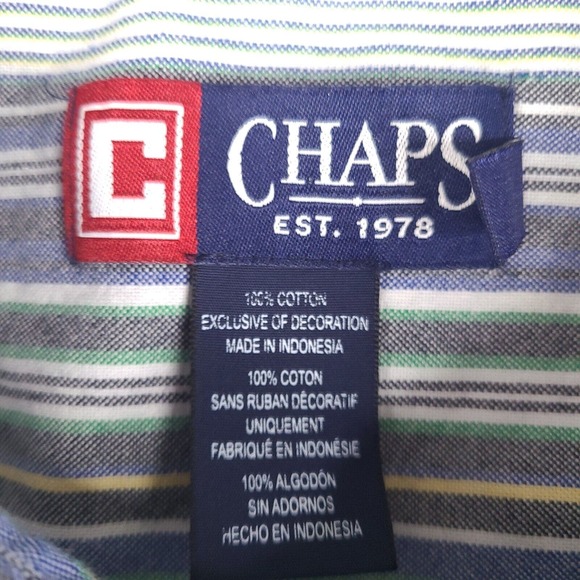 C CHAPS
EST. 1978
100% COTTON
EXCLUSIVE OF DECORATION
MADE IN INDONESIA
100% COTON
SANS RUBAN DÉCORATIF
UNIQUEMENT
FABRIQUÉ EN INDONÉSIE
100% ALGODÓN
SIN ADORNOS
HECHO EN INDONESIA